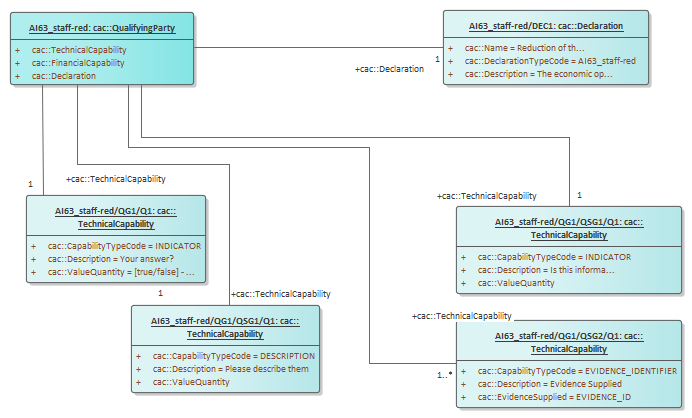 AI63_staff-red: cac::QualifyingParty
+ cac::TechnicalCapability
+ cac::FinancialCapability
+ cac::Declaration
AI63_staff-red/DEC1: cac::Declaration
+ cac::Name = Reduction of th...
+ cac::DeclarationTypeCode = AI63_staff-red
+ cac::Description = The economic op...
1
+cac::Declaration
+cac::TechnicalCapability
1
AI63_staff-red/QG1/Q1: cac::
TechnicalCapability
+ cac::CapabilityTypeCode = INDICATOR
+ cac::Description = Your answer?
+ cac::ValueQuantity = [true/false] - ...
+cac::TechnicalCapability
1
AI63_staff-red/QG1/QSG1/Q1: cac::
TechnicalCapability
+ cac::CapabilityTypeCode = INDICATOR
+ cac::Description = Is this informa...
+ cac::ValueQuantity
1
+cac::TechnicalCapability
AI63_staff-red/QG1/QSG1/Q1: cac::
TechnicalCapability
+ cac::CapabilityTypeCode = DESCRIPTION
+ cac::Description = Please describe them
+ cac::ValueQuantity
+cac::TechnicalCapability
1..*
AI63_staff-red/QG1/QSG2/Q1: cac::
TechnicalCapability
+ cac::CapabilityTypeCode = EVIDENCE_IDENTIFIER
+ cac::Description = Evidence Supplied
+ cac::EvidenceSupplied = EVIDENCE_ID